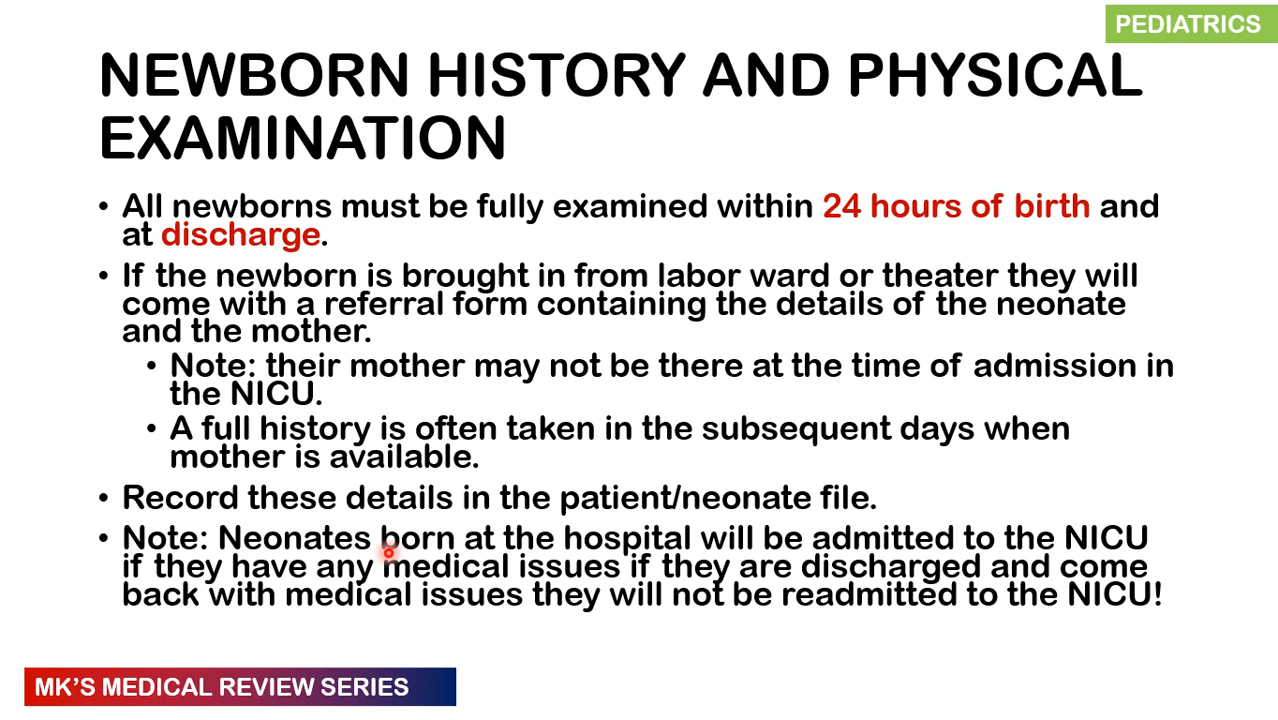 PEDIATRICS
NEWBORN HISTORY AND PHYSICAL
EXAMINATION
• All newborns must be fully examined within 24 hours of birth and
at discharge.
• If the newborn is brought in from labor ward or theater they will
come with a referral form containing the details of the neonate
and the mother.
• Note: their mother may not be there at the time of admission in
the NICU.
• A full history is often taken in the subsequent days when
mother is available.
• Record these details in the patient/neonate file.
• Note: Neonates born at the hospital will be admitted to the NICU
if they have any medical issues if they are discharged and come
back with medical issues they will not be readmitted to the NICU!
MK'S MEDICAL REVIEW SERIES